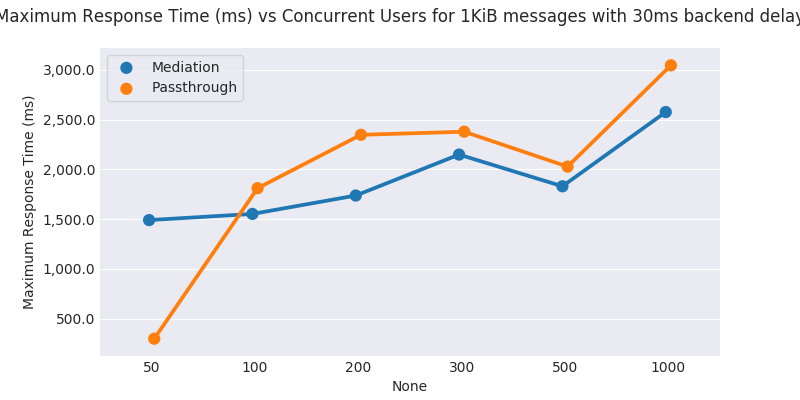 Maximum Response Time (ms) vs Concurrent Users for 1KiB messages with 30ms backend delay
Mediation
Passthrough
Maximum Response Time (ms)
3,000.0
2,500.0
2,000.0
1,500.0
1,000.0
500.0
50 100 200 300 500 1000
None